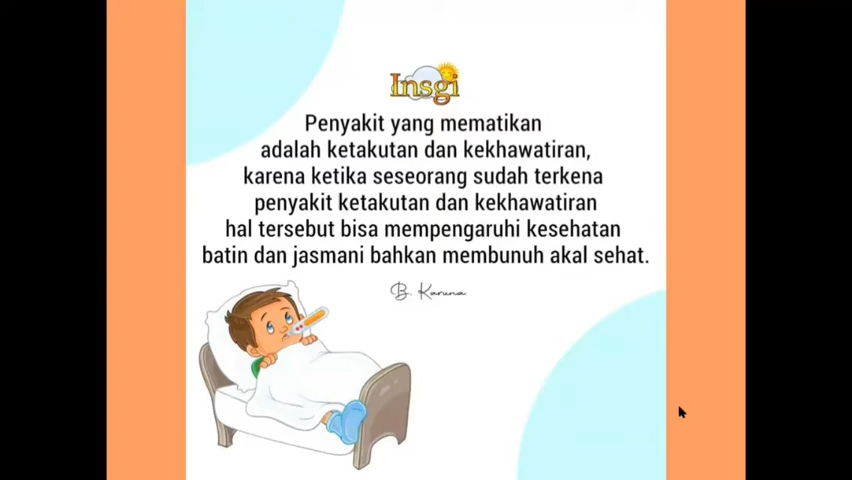 Insgi
Penyakit yang mematikan
adalah ketakutan dan kekhawatiran,
karena ketika seseorang sudah terkena
penyakit ketakutan dan kekhawatiran
hal tersebut bisa mempengaruhi kesehatan
batin dan jasmani bahkan membunuh akal sehat.
B. Karuna